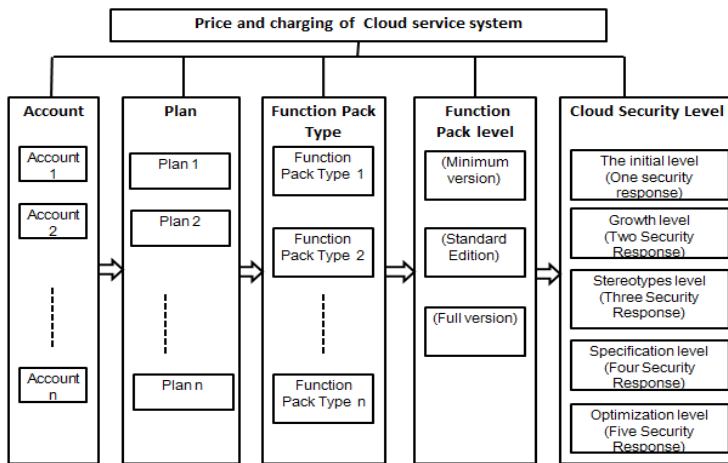 Price and charging of Cloud service system
Account
Account
1
Account
2
Account
n
Plan
Plan 1
Plan 2
Plan n
Function Pack
Type
Function
Pack Type 1
Function
Pack Type 2
Function
Pack Type n
Function
Pack level
(Minimum
version)
(Standard
Edition)
(Full version)
Cloud Security Level
The initial level
(One security
response)
Growth level
(Two Security
Response)
Stereotypes level
(Three Security
Response)
Specification level
(Four Security
Response)
Optimization level
(Five Security
Response)